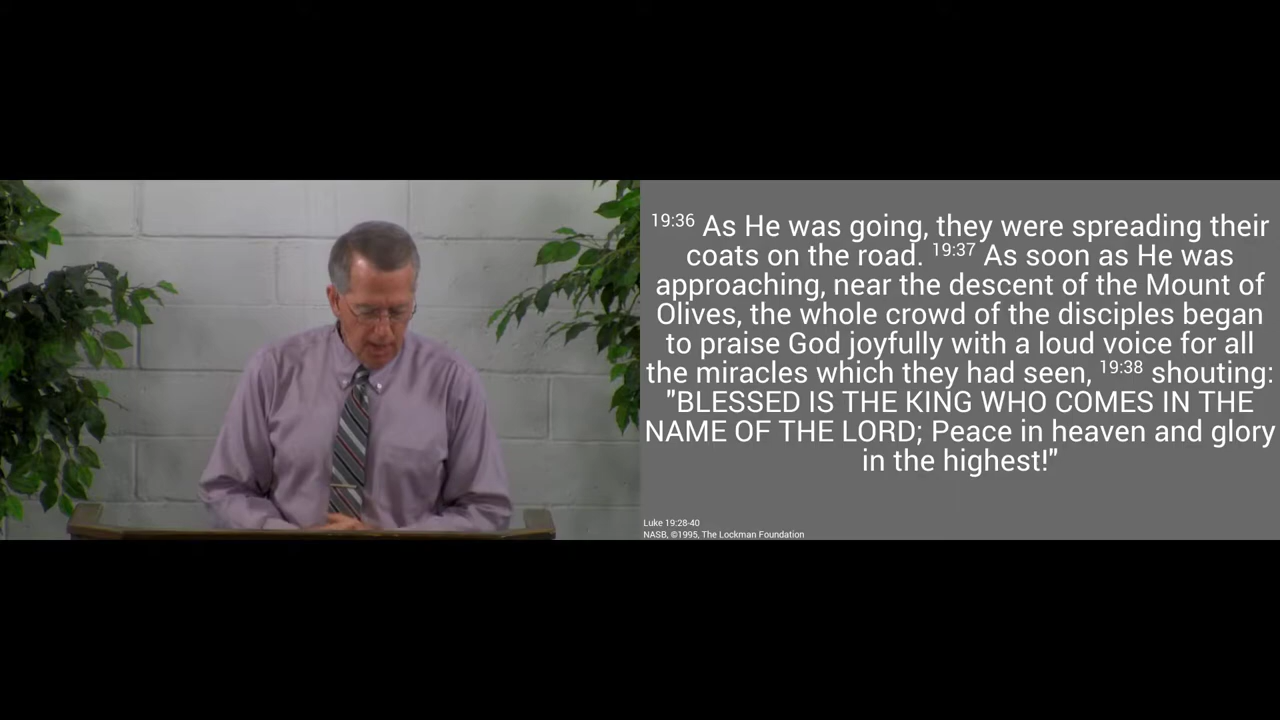 19:36 As He was going, they were spreading their
coats on the road. 19:37 As soon as He was
approaching, near the descent of the Mount of
Olives, the whole crowd of the disciples began
to praise God joyfully with a loud voice for all
the miracles which they had seen, 19:38 shouting:
"BLESSED IS THE KING WHO COMES IN THE
NAME OF THE LORD; Peace in heaven and glory
in the highest!"
Luke 19:28-40
NASB, ©1995, The Lockman Foundation